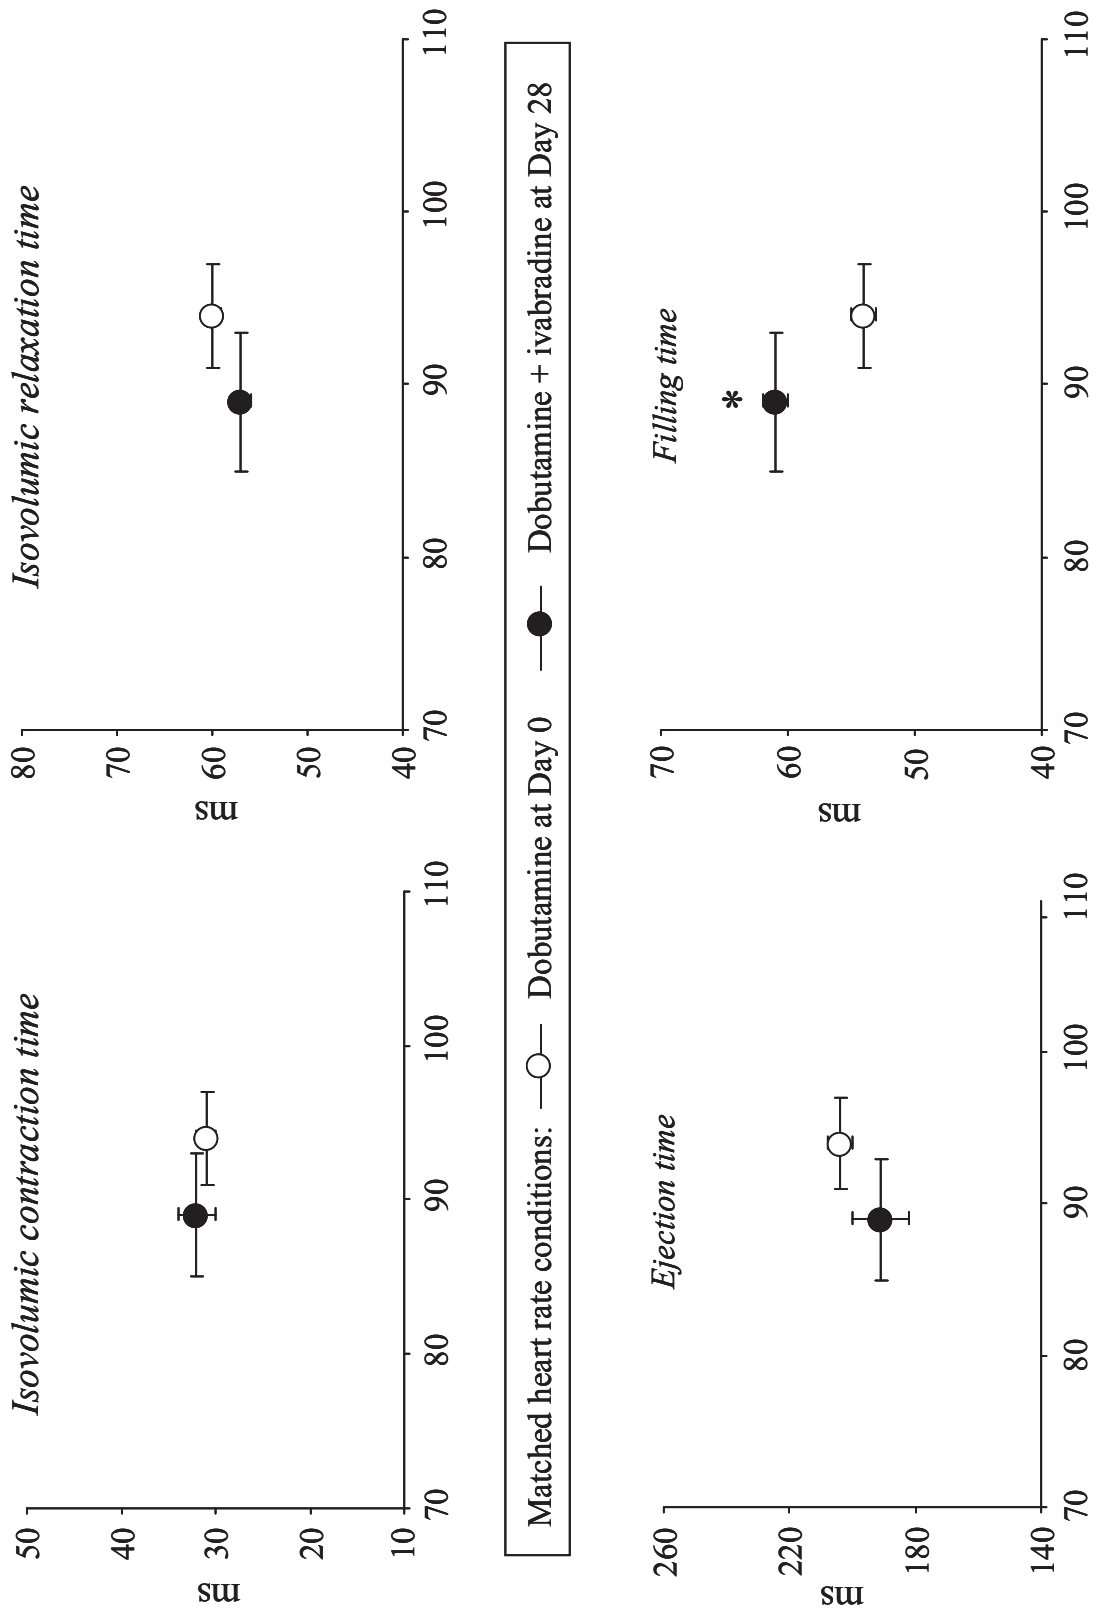 Isovolumic contraction time
50
40
30
20
10
ms
70 80 90 100 110
Isovolumic relaxation time
80
70
60
50
40
ms
70 80 90 100 110
Matched heart rate conditions: Dobutamine at Day 0 Dobutamine + ivabradine at Day 28
Ejection time
260
220
180
140
ms
70 80 90 100 110
Filling time
*
70
60
50
40
ms
70 80 90 100 110